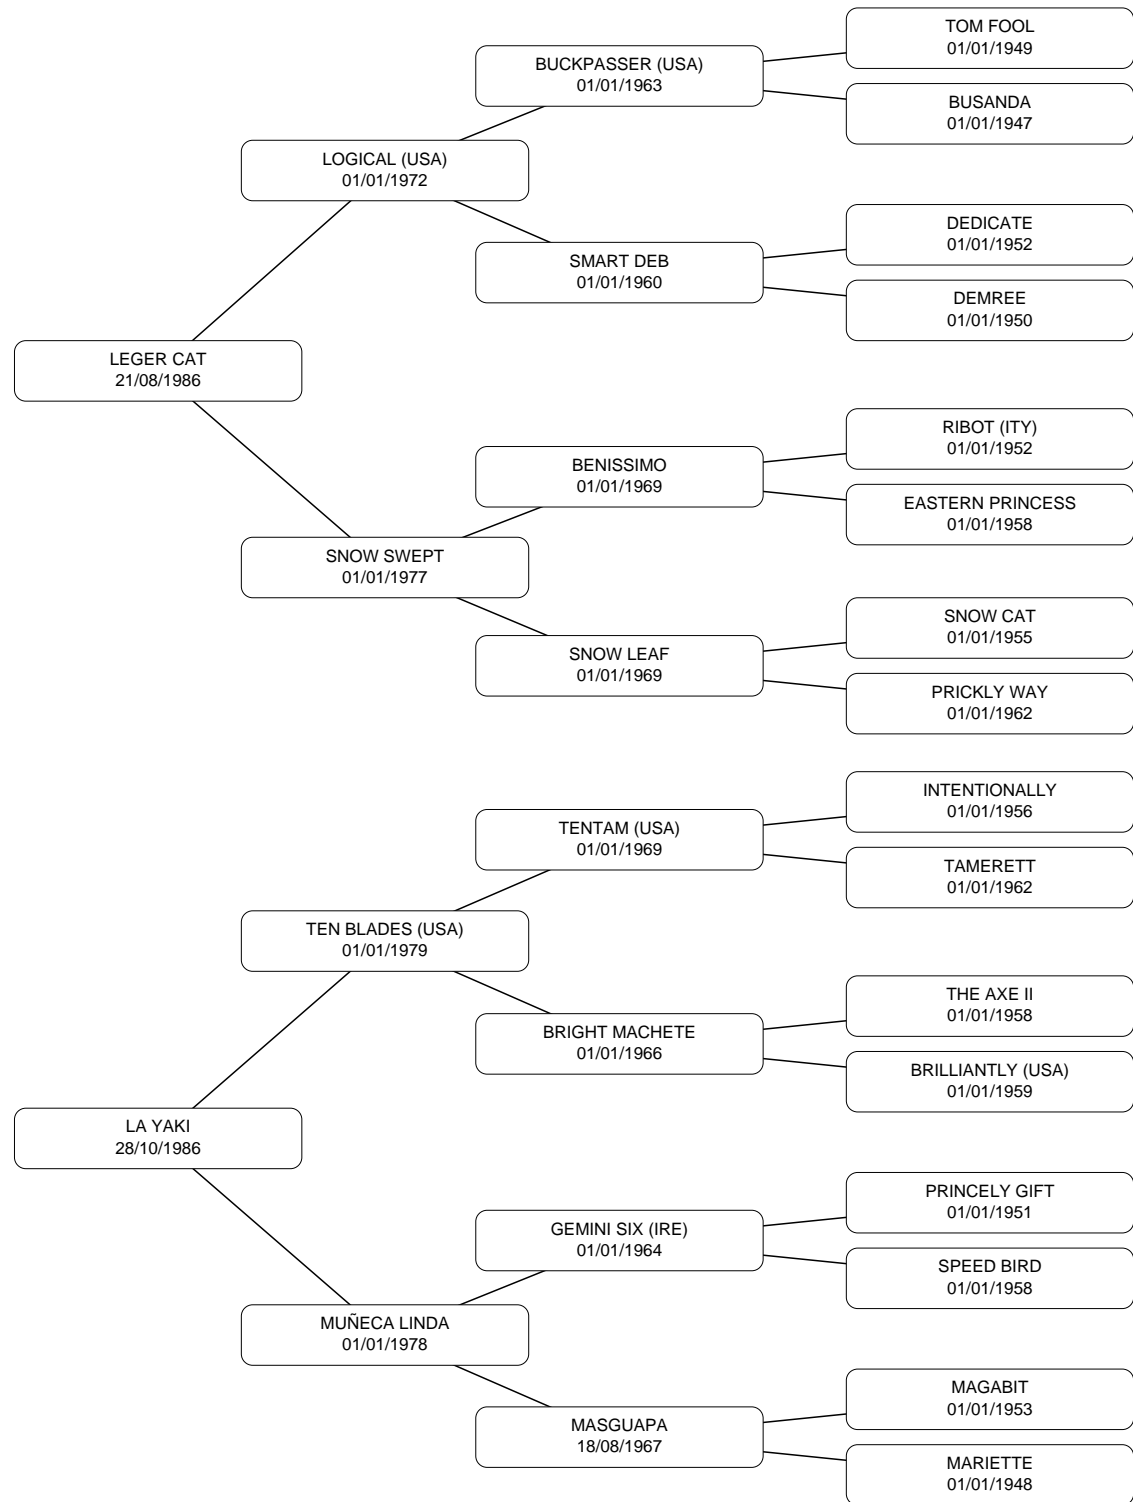 TOM FOOL
01/01/1949
BUCKPASSER (USA)
01/01/1963
BUSANDA
01/01/1947
LOGICAL (USA)
01/01/1972
DEDICATE
01/01/1952
SMART DEB
01/01/1960
DEMREE
01/01/1950
LEGER CAT
21/08/1986
RIBOT (ITY)
01/01/1952
BENISSIMO
01/01/1969
EASTERN PRINCESS
01/01/1958
SNOW SWEPT
01/01/1977
SNOW CAT
01/01/1955
SNOW LEAF
01/01/1969
PRICKLY WAY
01/01/1962
INTENTIONALLY
01/01/1956
TENTAM (USA)
01/01/1969
TAMERETT
01/01/1962
TEN BLADES (USA)
01/01/1979
THE AXE II
01/01/1958
BRIGHT MACHETE
01/01/1966
BRILLIANTLY (USA)
01/01/1959
LA YAKI
28/10/1986
PRINCELY GIFT
01/01/1951
GEMINI SIX (IRE)
01/01/1964
SPEED BIRD
01/01/1958
MUÑECA LINDA
01/01/1978
MAGABIT
01/01/1953
MASGUAPA
18/08/1967
MARIETTE
01/01/1948